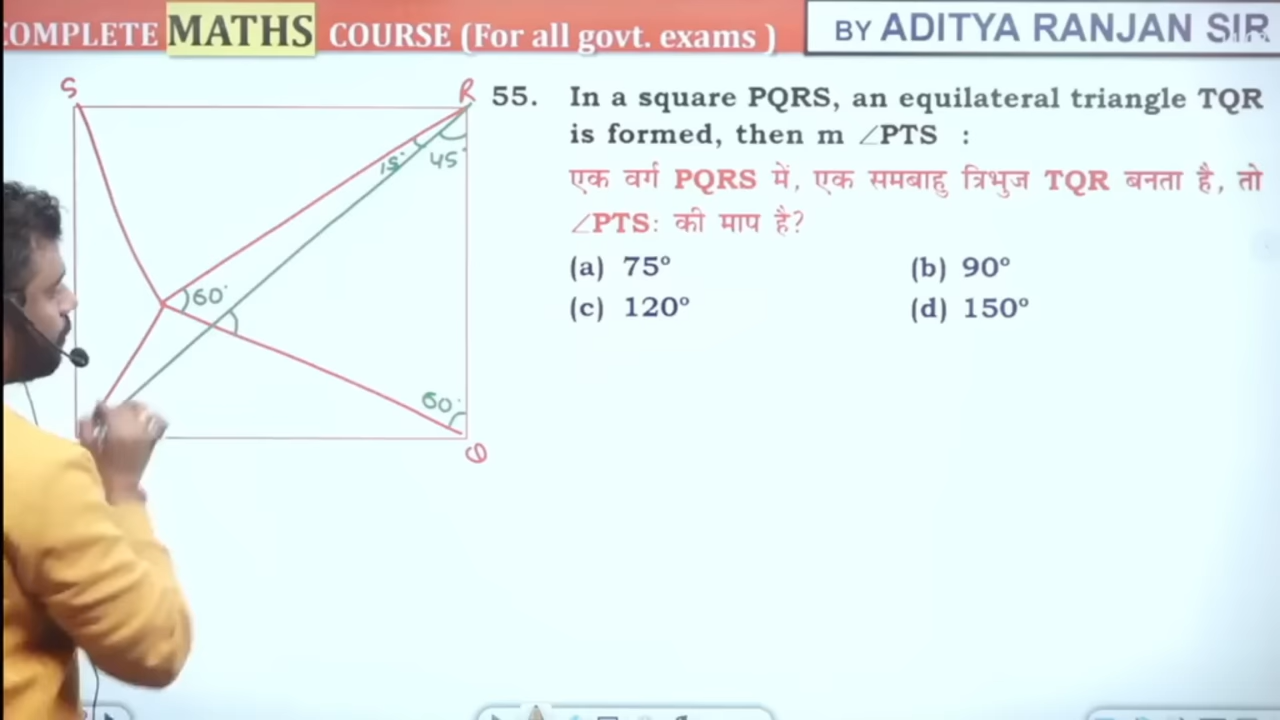 COMPLETE MATHS COURSE (For all govt. exams )
BY ADITYA RANJAN SIR
S
R
55. In a square PQRS, an equilateral triangle TQR
is formed, then m ∠PTS :
एक वर्ग PQRS में, एक समबाहु त्रिभुज TQR बनता है, तो
∠PTS: की माप है?
(a) 75° (b) 90°
(c) 120° (d) 150°
15°
45°
60°
60°
Q